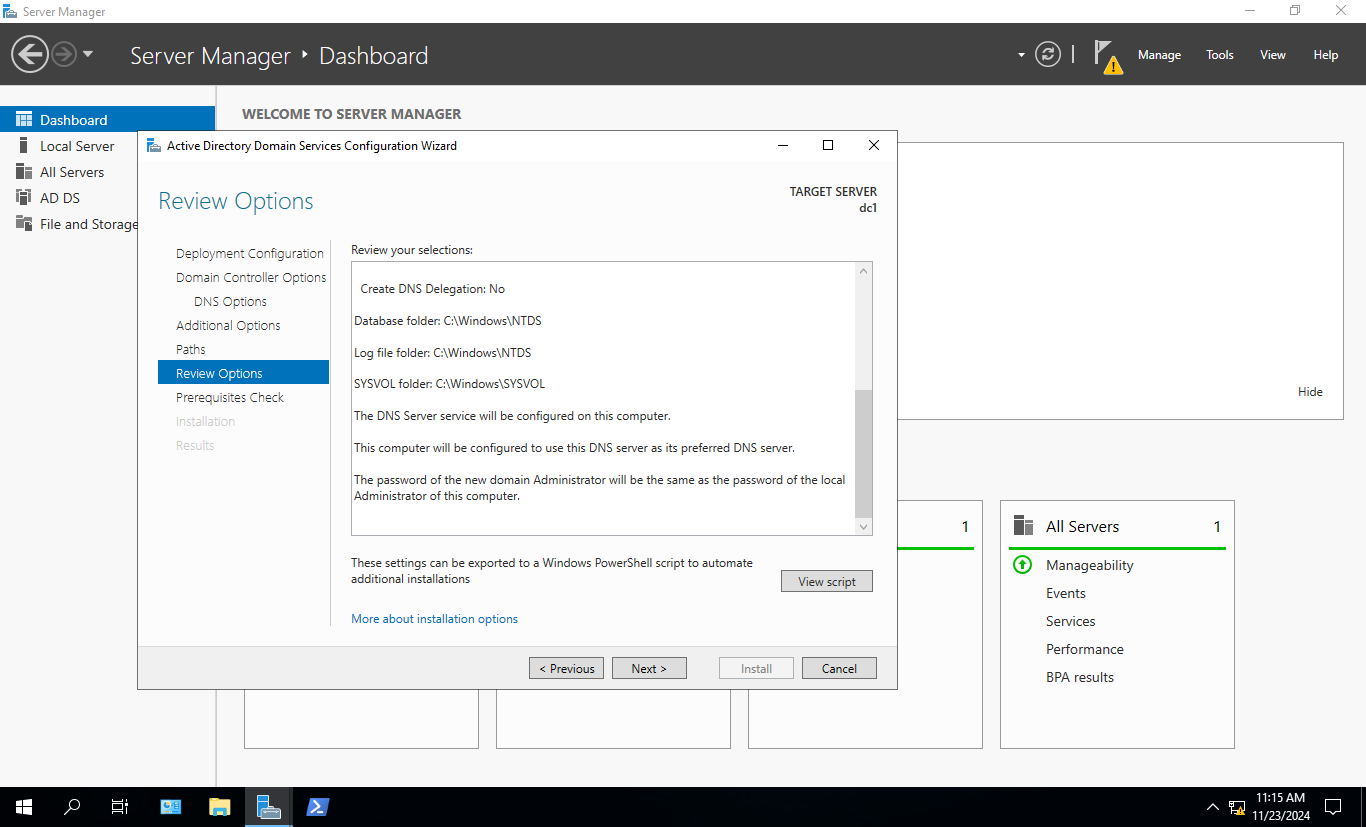 Server Manager
Server Manager
Dashboard
Manage
Tools
View
Help
Dashboard
Local Server
All Servers
AD DS
File and Storage
WELCOME TO SERVER MANAGER
Active Directory Domain Services Configuration Wizard
Review Options
TARGET SERVER
dc1
Deployment Configuration
Domain Controller Options
DNS Options
Additional Options
Paths
Review Options
Prerequisites Check
Installation
Results
Review your selections:
Create DNS Delegation: No
Database folder: C:\Windows\NTDS
Log file folder: C:\Windows\NTDS
SYSVOL folder: C:\Windows\SYSVOL
The DNS Server service will be configured on this computer.
This computer will be configured to use this DNS server as its preferred DNS server.
The password of the new domain Administrator will be the same as the password of the local
Administrator of this computer.
These settings can be exported to a Windows PowerShell script to automate
additional installations
View script
More about installation options
< Previous
Next >
Install
Cancel
Hide
1
All Servers
1
Manageability
Events
Services
Performance
BPA results
11:15 AM
11/23/2024